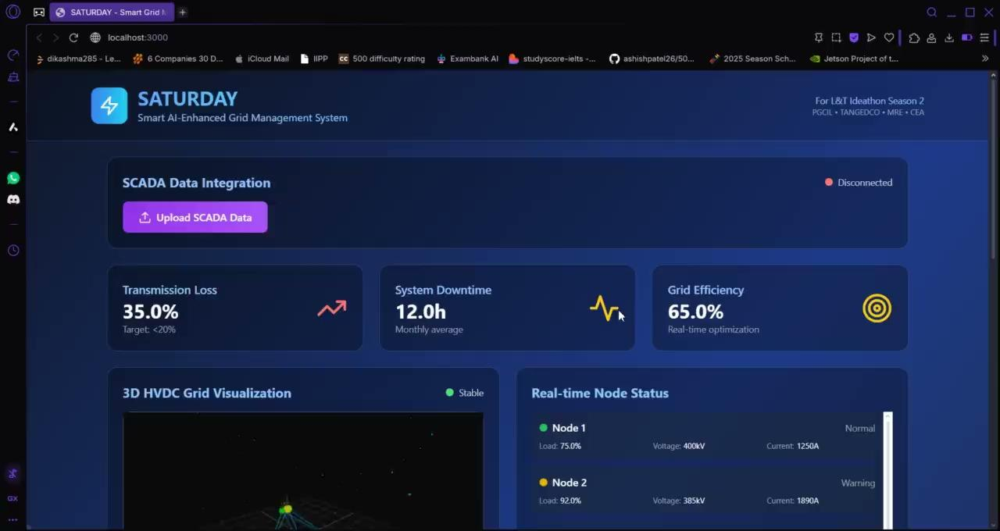 SATURDAY - Smart Grid M
localhost:3000
dikashma285 - Le...
6 Companies 30 D...
iCloud Mail
IIPP
CC 500 difficulty rating
Exambank AI
studyscore-ielts -...
ashishpatel26/50...
2025 Season Sch...
Jetson Project of t...
SATURDAY
Smart AI-Enhanced Grid Management System
For L&T Ideathon Season 2
PGCIL • TANGEDCO • MRE • CEA
SCADA Data Integration
Disconnected
Upload SCADA Data
Transmission Loss
35.0%
Target: <20%
System Downtime
12.0h
Monthly average
Grid Efficiency
65.0%
Real-time optimization
3D HVDC Grid Visualization
Stable
Real-time Node Status
Node 1
Normal
Load: 75.0%
Voltage: 400kV
Current: 1250A
Node 2
Warning
Load: 92.0%
Voltage: 385kV
Current: 1890A
GX